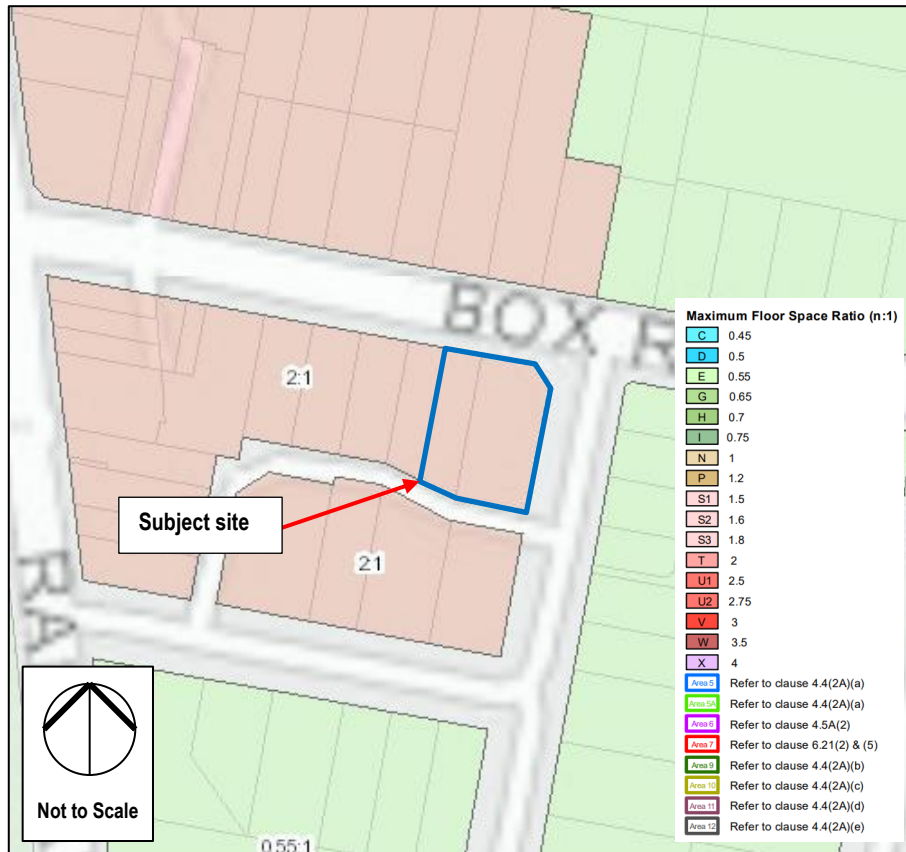 BOX R
2:1
Subject site
2:1
RA
Not to Scale
0.55:1
Maximum Floor Space Ratio (n:1)
C 0.45
D 0.5
E 0.55
G 0.65
H 0.7
I 0.75
N 1
P 1.2
S1 1.5
S2 1.6
S3 1.8
T 2
U1 2.5
U2 2.75
V 3
W 3.5
X 4
Area 5 Refer to clause 4.4(2A)(a)
Area 5A Refer to clause 4.4(2A)(a)
Area 6 Refer to clause 4.5A(2)
Area 7 Refer to clause 6.21(2) & (5)
Area 9 Refer to clause 4.4(2A)(b)
Area 10 Refer to clause 4.4(2A)(c)
Area 11 Refer to clause 4.4(2A)(d)
Area 12 Refer to clause 4.4(2A)(e)